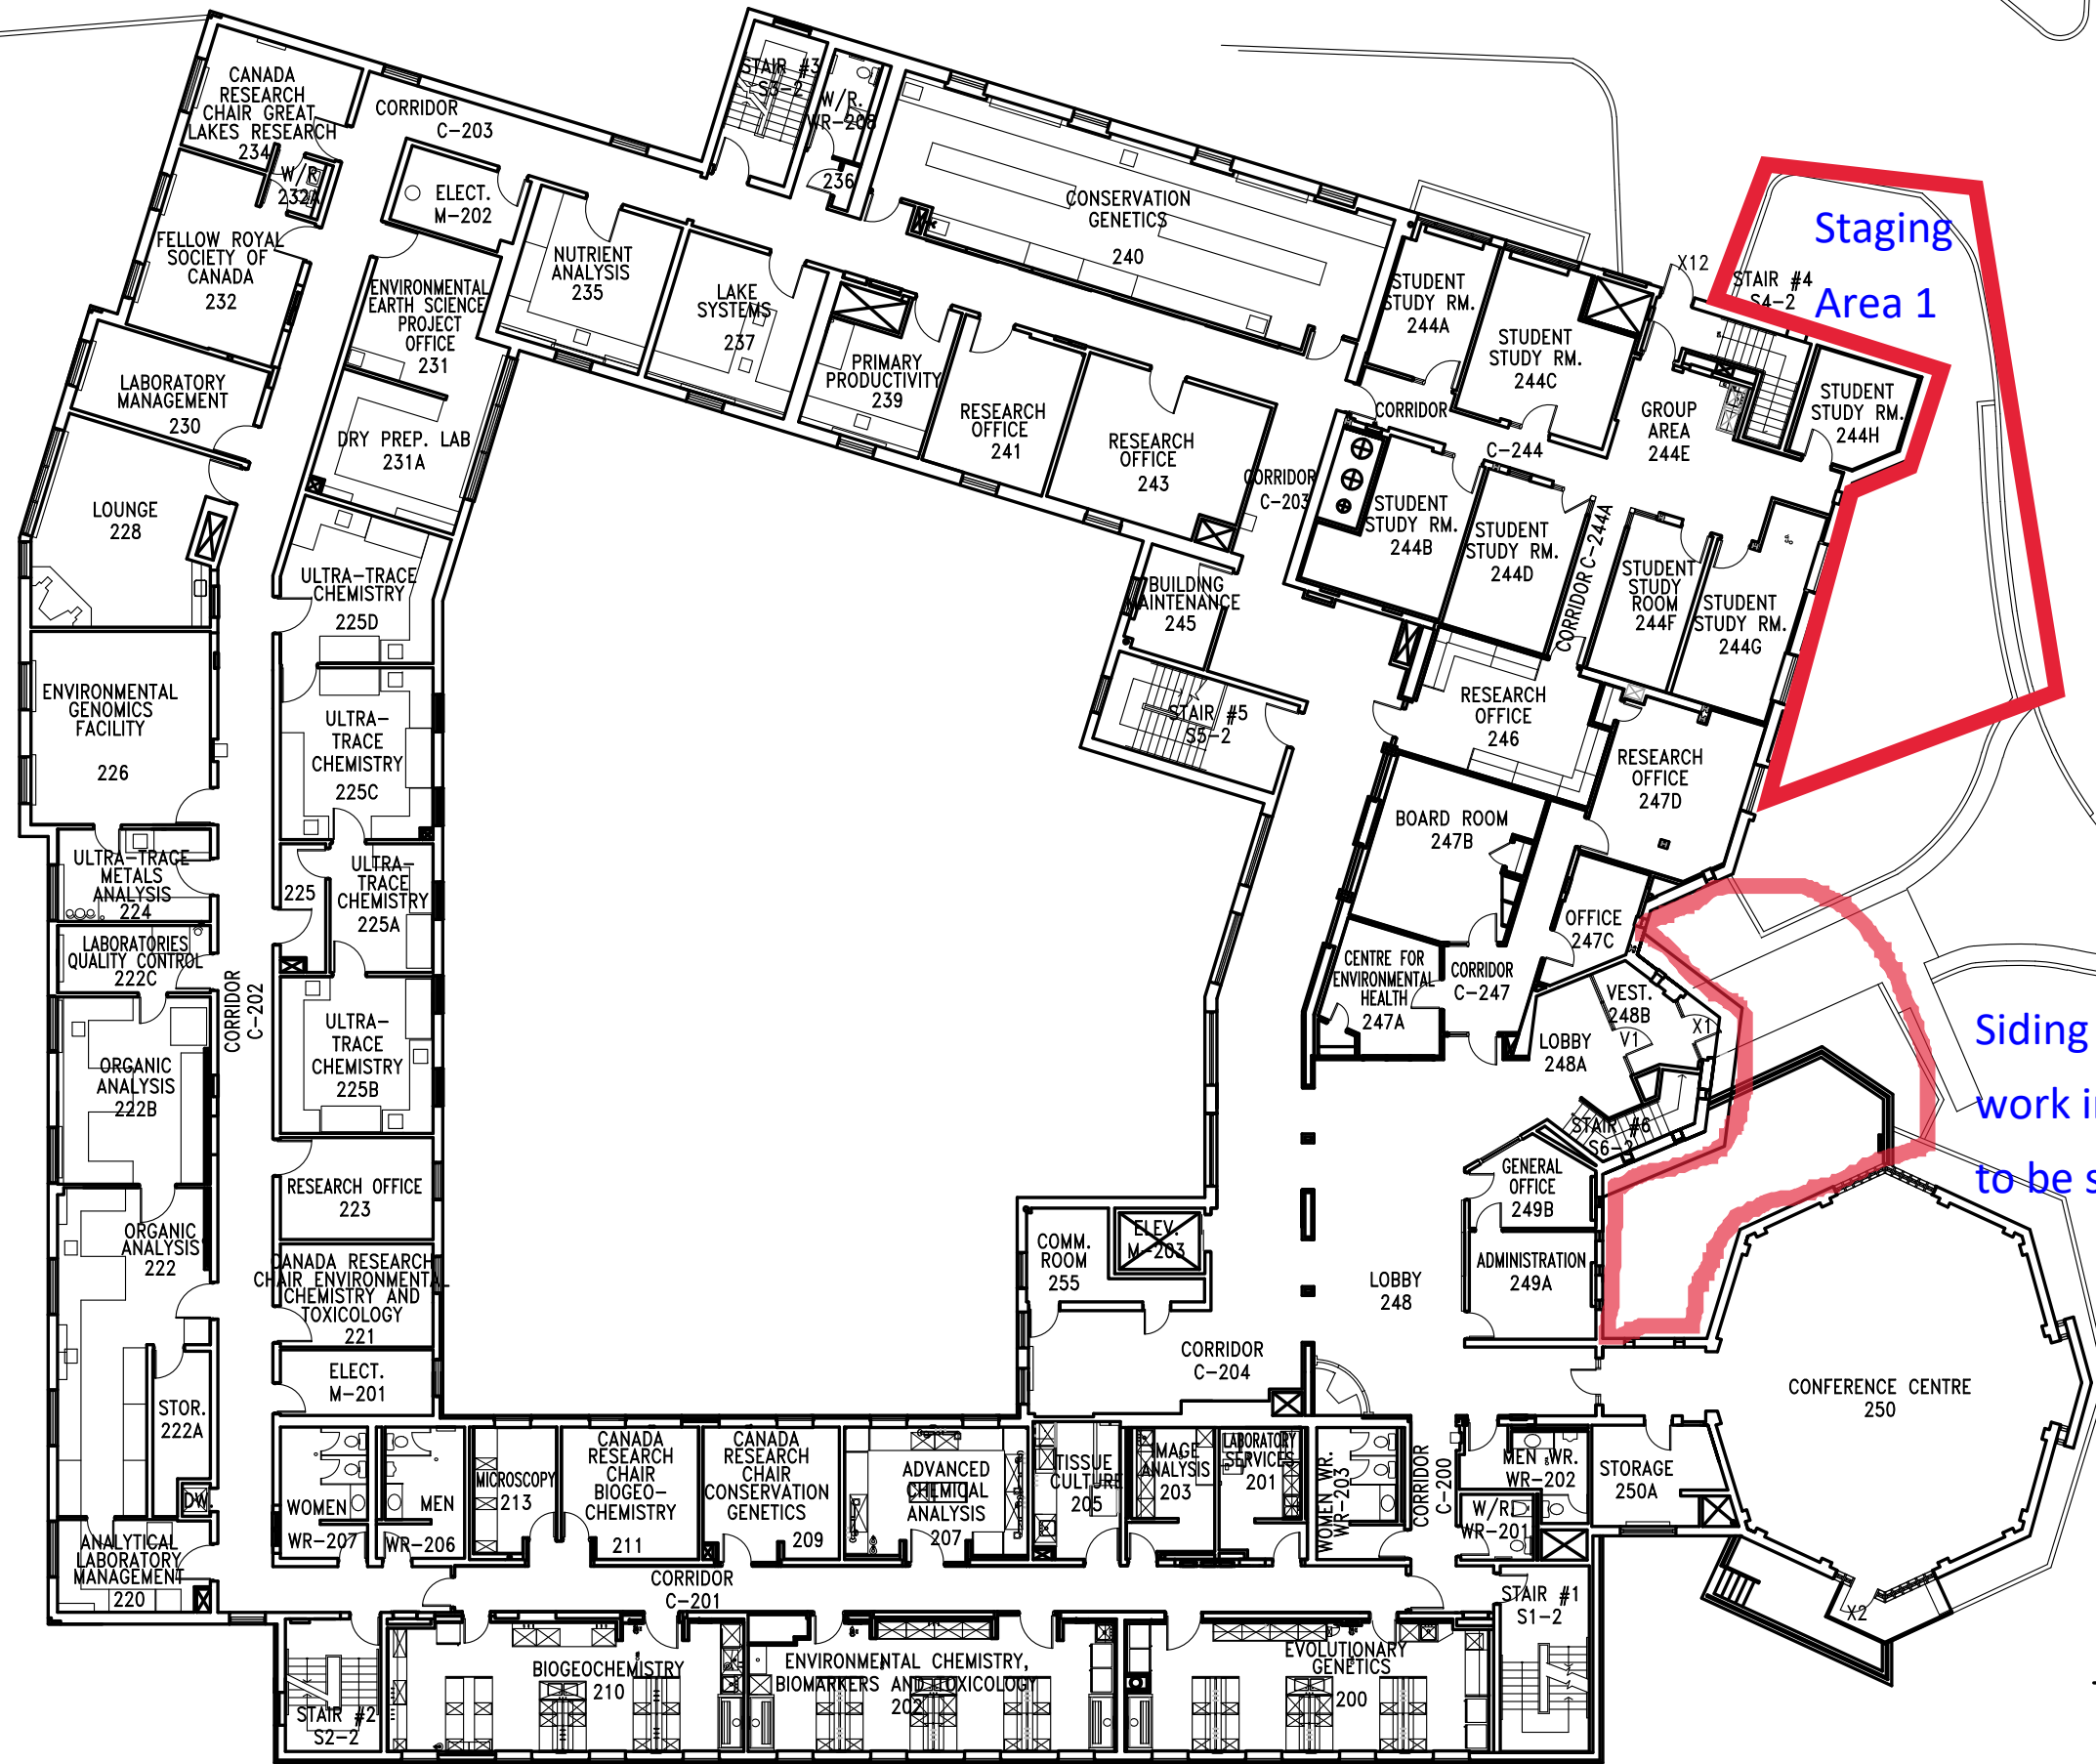 CANADA
RESEARCH
CHAIR GREAT
LAKES RESEARCH
234
CORRIDOR
C-203
STAIR #3
S3-2
W/R.
WR-208
236
W/R
232A
ELECT.
M-202
FELLOW ROYAL
SOCIETY OF
CANADA
232
ENVIRONMENTAL
EARTH SCIENCE
PROJECT
OFFICE
231
NUTRIENT
ANALYSIS
235
LAKE
SYSTEMS
237
PRIMARY
PRODUCTIVITY
239
RESEARCH
OFFICE
241
RESEARCH
OFFICE
243
CONSERVATION
GENETICS
240
STUDENT
STUDY RM.
244A
STUDENT
STUDY RM.
244C
X12
STAIR #4
S4-2
Staging
Area 1
GROUP
AREA
244E
STUDENT
STUDY RM.
244H
CORRIDOR
C-244
LABORATORY
MANAGEMENT
230
DRY PREP. LAB
231A
LOUNGE
228
CORRIDOR
C-203
STUDENT
STUDY RM.
244B
STUDENT
STUDY RM.
244D
CORRIDOR C-244A
STUDENT
STUDY
ROOM
244F
STUDENT
STUDY RM.
244G
ULTRA-TRACE
CHEMISTRY
225D
BUILDING
MAINTENANCE
245
STAIR #5
S5-2
RESEARCH
OFFICE
246
RESEARCH
OFFICE
247D
ENVIRONMENTAL
GENOMICS
FACILITY
226
ULTRA-
TRACE
CHEMISTRY
225C
BOARD ROOM
247B
ULTRA-TRACE
METALS
ANALYSIS
224
225
ULTRA-
TRACE
CHEMISTRY
225A
OFFICE
247C
LABORATORIES
QUALITY CONTROL
222C
CORRIDOR
C-202
CENTRE FOR
ENVIRONMENTAL
HEALTH
247A
CORRIDOR
C-247
VEST.
248B
X1
V1
LOBBY
248A
Siding
work i
to be s
ORGANIC
ANALYSIS
222B
ULTRA-
TRACE
CHEMISTRY
225B
STAIR #6
S6-2
GENERAL
OFFICE
249B
RESEARCH OFFICE
223
ORGANIC
ANALYSIS
222
CANADA RESEARCH
CHAIR ENVIRONMENTAL
CHEMISTRY AND
TOXICOLOGY
221
COMM.
ROOM
255
ELEV.
M-203
LOBBY
248
ADMINISTRATION
249A
ELECT.
M-201
CORRIDOR
C-204
CONFERENCE CENTRE
250
STOR.
222A
DW
WOMEN
WR-207
MEN
WR-206
MICROSCOPY
213
CANADA
RESEARCH
CHAIR
BIOGEO-
CHEMISTRY
211
CANADA
RESEARCH
CHAIR
CONSERVATION
GENETICS
209
ADVANCED
CHEMICAL
ANALYSIS
207
TISSUE
CULTURE
205
IMAGE
ANALYSIS
203
LABORATORY
SERVICES
201
WOMEN WR.
WR-203
CORRIDOR
C-200
MEN WR.
WR-202
W/R
WR-201
STORAGE
250A
ANALYTICAL
LABORATORY
MANAGEMENT
220
CORRIDOR
C-201
STAIR #1
S1-2
X2
STAIR #2
S2-2
BIOGEOCHEMISTRY
210
ENVIRONMENTAL CHEMISTRY,
BIOMARKERS AND TOXICOLOGY
202
EVOLUTIONARY
GENETICS
200